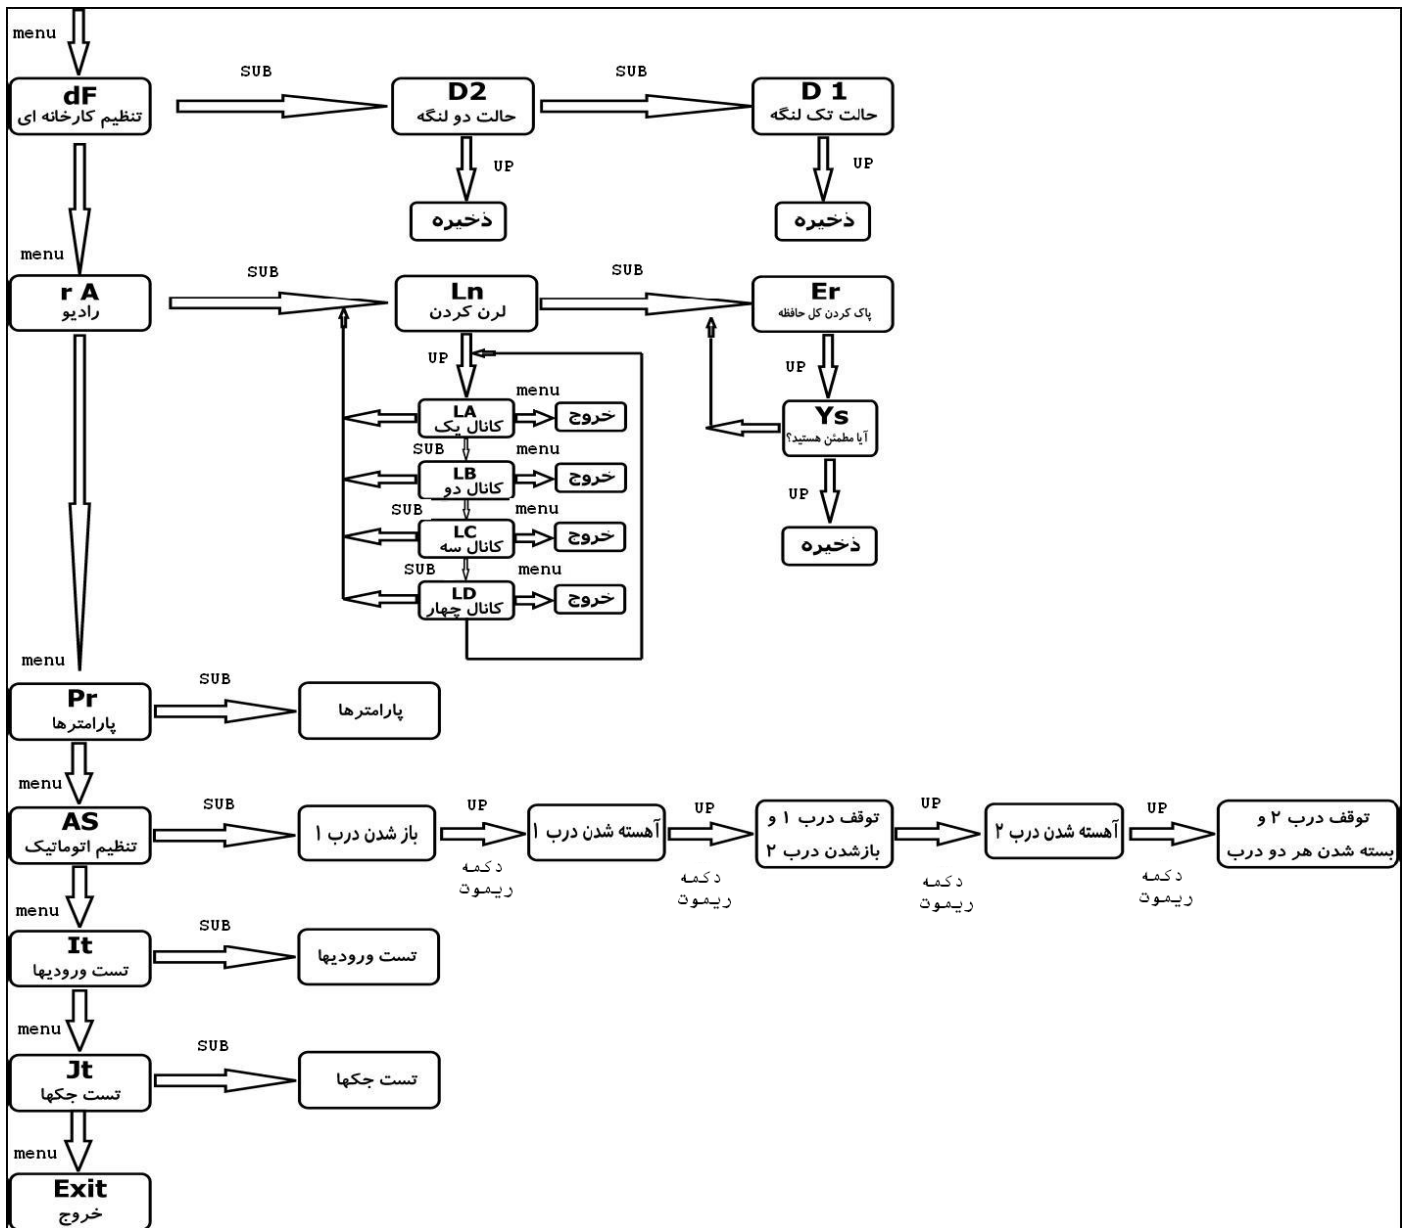 menu
dF
تنظیم کارخانه ای
SUB
D2
حالت دو لنگه
SUB
D 1
حالت تک لنگه
UP
ذخیره
UP
ذخیره
menu
r A
رادیو
SUB
Ln
لرن کردن
SUB
Er
پاک کردن کل حافظه
UP
UP
LA
کانال یک
menu
خروج
Ys
آیا مطمئن هستید؟
SUB
LB
کانال دو
menu
خروج
UP
ذخیره
SUB
LC
کانال سه
menu
خروج
SUB
LD
کانال چهار
menu
خروج
menu
Pr
پارامترها
SUB
پارامترها
menu
AS
تنظیم اتوماتیک
SUB
باز شدن درب ۱
UP
دکمه
ریموت
آهسته شدن درب ۱
UP
دکمه
ریموت
توقف درب ۱ و
بازشدن درب ۲
UP
دکمه
ریموت
آهسته شدن درب ۲
UP
دکمه
ریموت
توقف درب ۲ و
بسته شدن هر دو درب
menu
It
تست ورودیها
SUB
تست ورودیها
menu
Jt
تست جکها
SUB
تست جکها
menu
Exit
خروج